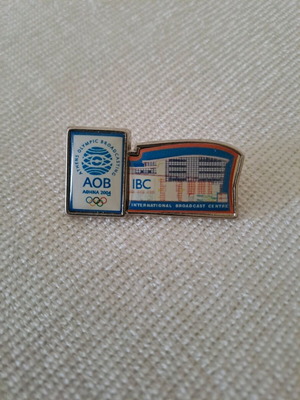 ATHENS OLYMPIC BROADCASTING
AOB
ΑΘΗΝΑ 2004
IBC
INTERNATIONAL BROADCAST CENTRE